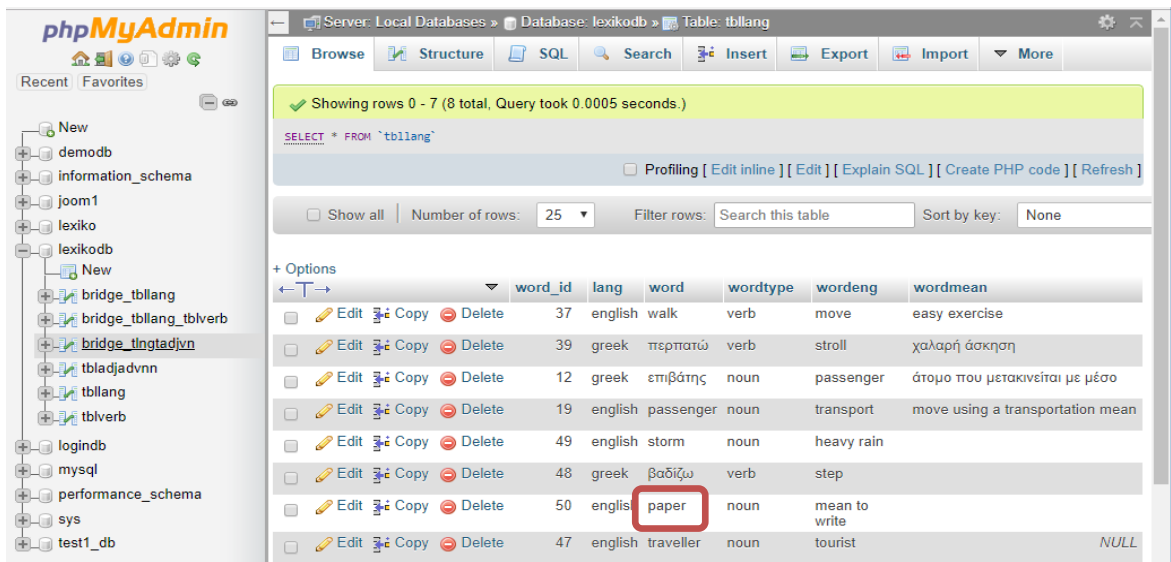 phpMyAdmin
Recent Favorites
New
demodb
information_schema
joom1
lexiko
lexikodb
New
bridge_tbllang
bridge_tbllang_tblverb
bridge_tlngtadjvn
tbladjadvnn
tbllang
tblverb
logindb
mysql
performance_schema
sys
test1_db
Server: Local Databases » Database: lexikodb » Table: tbllang
Browse Structure SQL Search Insert Export Import More
Showing rows 0 - 7 (8 total, Query took 0.0005 seconds.)
SELECT * FROM `tbllang`
Profiling [ Edit inline ] [ Edit ] [ Explain SQL ] [ Create PHP code ] [ Refresh ]
Show all | Number of rows: 25 Filter rows: Search this table Sort by key: None
+ Options
word_id lang word wordtype wordeng wordmean
Edit Copy Delete 37 english walk verb move easy exercise
Edit Copy Delete 39 greek περπατώ verb stroll χαλαρή άσκηση
Edit Copy Delete 12 greek επιβάτης noun passenger άτομο που μετακινείται με μέσο
Edit Copy Delete 19 english passenger noun transport move using a transportation mean
Edit Copy Delete 49 english storm noun heavy rain
Edit Copy Delete 48 greek βαδίζω verb step
Edit Copy Delete 50 english paper noun mean to
write
Edit Copy Delete 47 english traveller noun tourist NULL